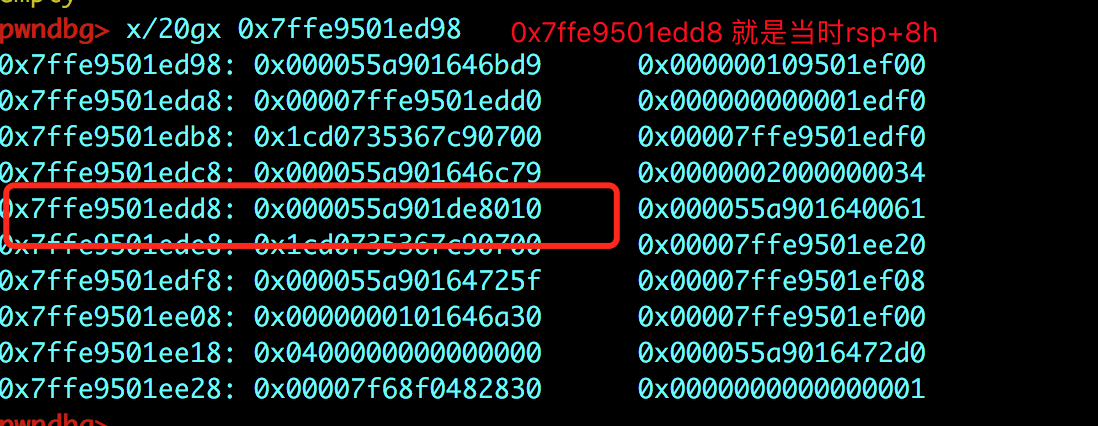 empty
pwndbg> x/20gx 0x7ffe9501ed98 0x7ffe9501edd8 就是当时rsp+8h
0x7ffe9501ed98: 0x000055a901646bd9 0x000000109501ef00
0x7ffe9501eda8: 0x00007ffe9501edd0 0x000000000001edf0
0x7ffe9501edb8: 0x1cd0735367c90700 0x00007ffe9501edf0
0x7ffe9501edc8: 0x000055a901646c79 0x0000002000000034
0x7ffe9501edd8: 0x000055a901de8010 0x000055a901640061
0x7ffe9501ede8: 0x1cd0735367c90700 0x00007ffe9501ee20
0x7ffe9501edf8: 0x000055a90164725f 0x00007ffe9501ef08
0x7ffe9501ee08: 0x0000000101646a30 0x00007ffe9501ef00
0x7ffe9501ee18: 0x0400000000000000 0x000055a9016472d0
0x7ffe9501ee28: 0x00007f68f0482830 0x0000000000000001
pwndbg>